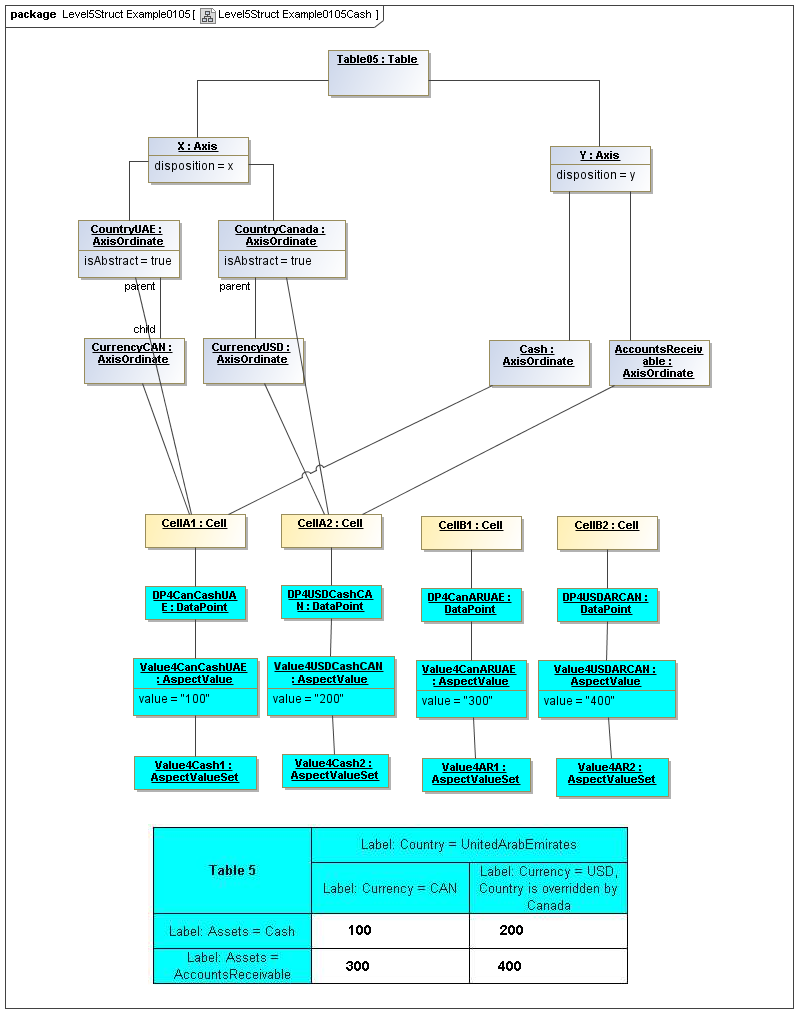 package Level5Struct Example0105[ Level5Struct Example0105Cash ]
Table05 : Table
X : Axis
disposition = x
Y : Axis
disposition = y
CountryUAE :
AxisOrdinate
isAbstract = true
CountryCanada :
AxisOrdinate
isAbstract = true
parent
parent
child
CurrencyCAN :
AxisOrdinate
CurrencyUSD :
AxisOrdinate
Cash :
AxisOrdinate
AccountsReceiv
able :
AxisOrdinate
CellA1 : Cell
CellA2 : Cell
CellB1 : Cell
CellB2 : Cell
DP4CanCashUA
E : DataPoint
DP4USDCashCA
N : DataPoint
DP4CanARUAE :
DataPoint
DP4USDARCAN :
DataPoint
Value4CanCashUAE
: AspectValue
value = "100"
Value4USDCashCAN
: AspectValue
value = "200"
Value4CanARUAE
: AspectValue
value = "300"
Value4USDARCAN :
AspectValue
value = "400"
Value4Cash1 :
AspectValueSet
Value4Cash2 :
AspectValueSet
Value4AR1 :
AspectValueSet
Value4AR2 :
AspectValueSet
Table 5
Label: Country = UnitedArabEmirates
Label: Currency = CAN
Label: Currency = USD,
Country is overridden by
Canada
Label: Assets = Cash
100
200
Label: Assets =
AccountsReceivable
300
400